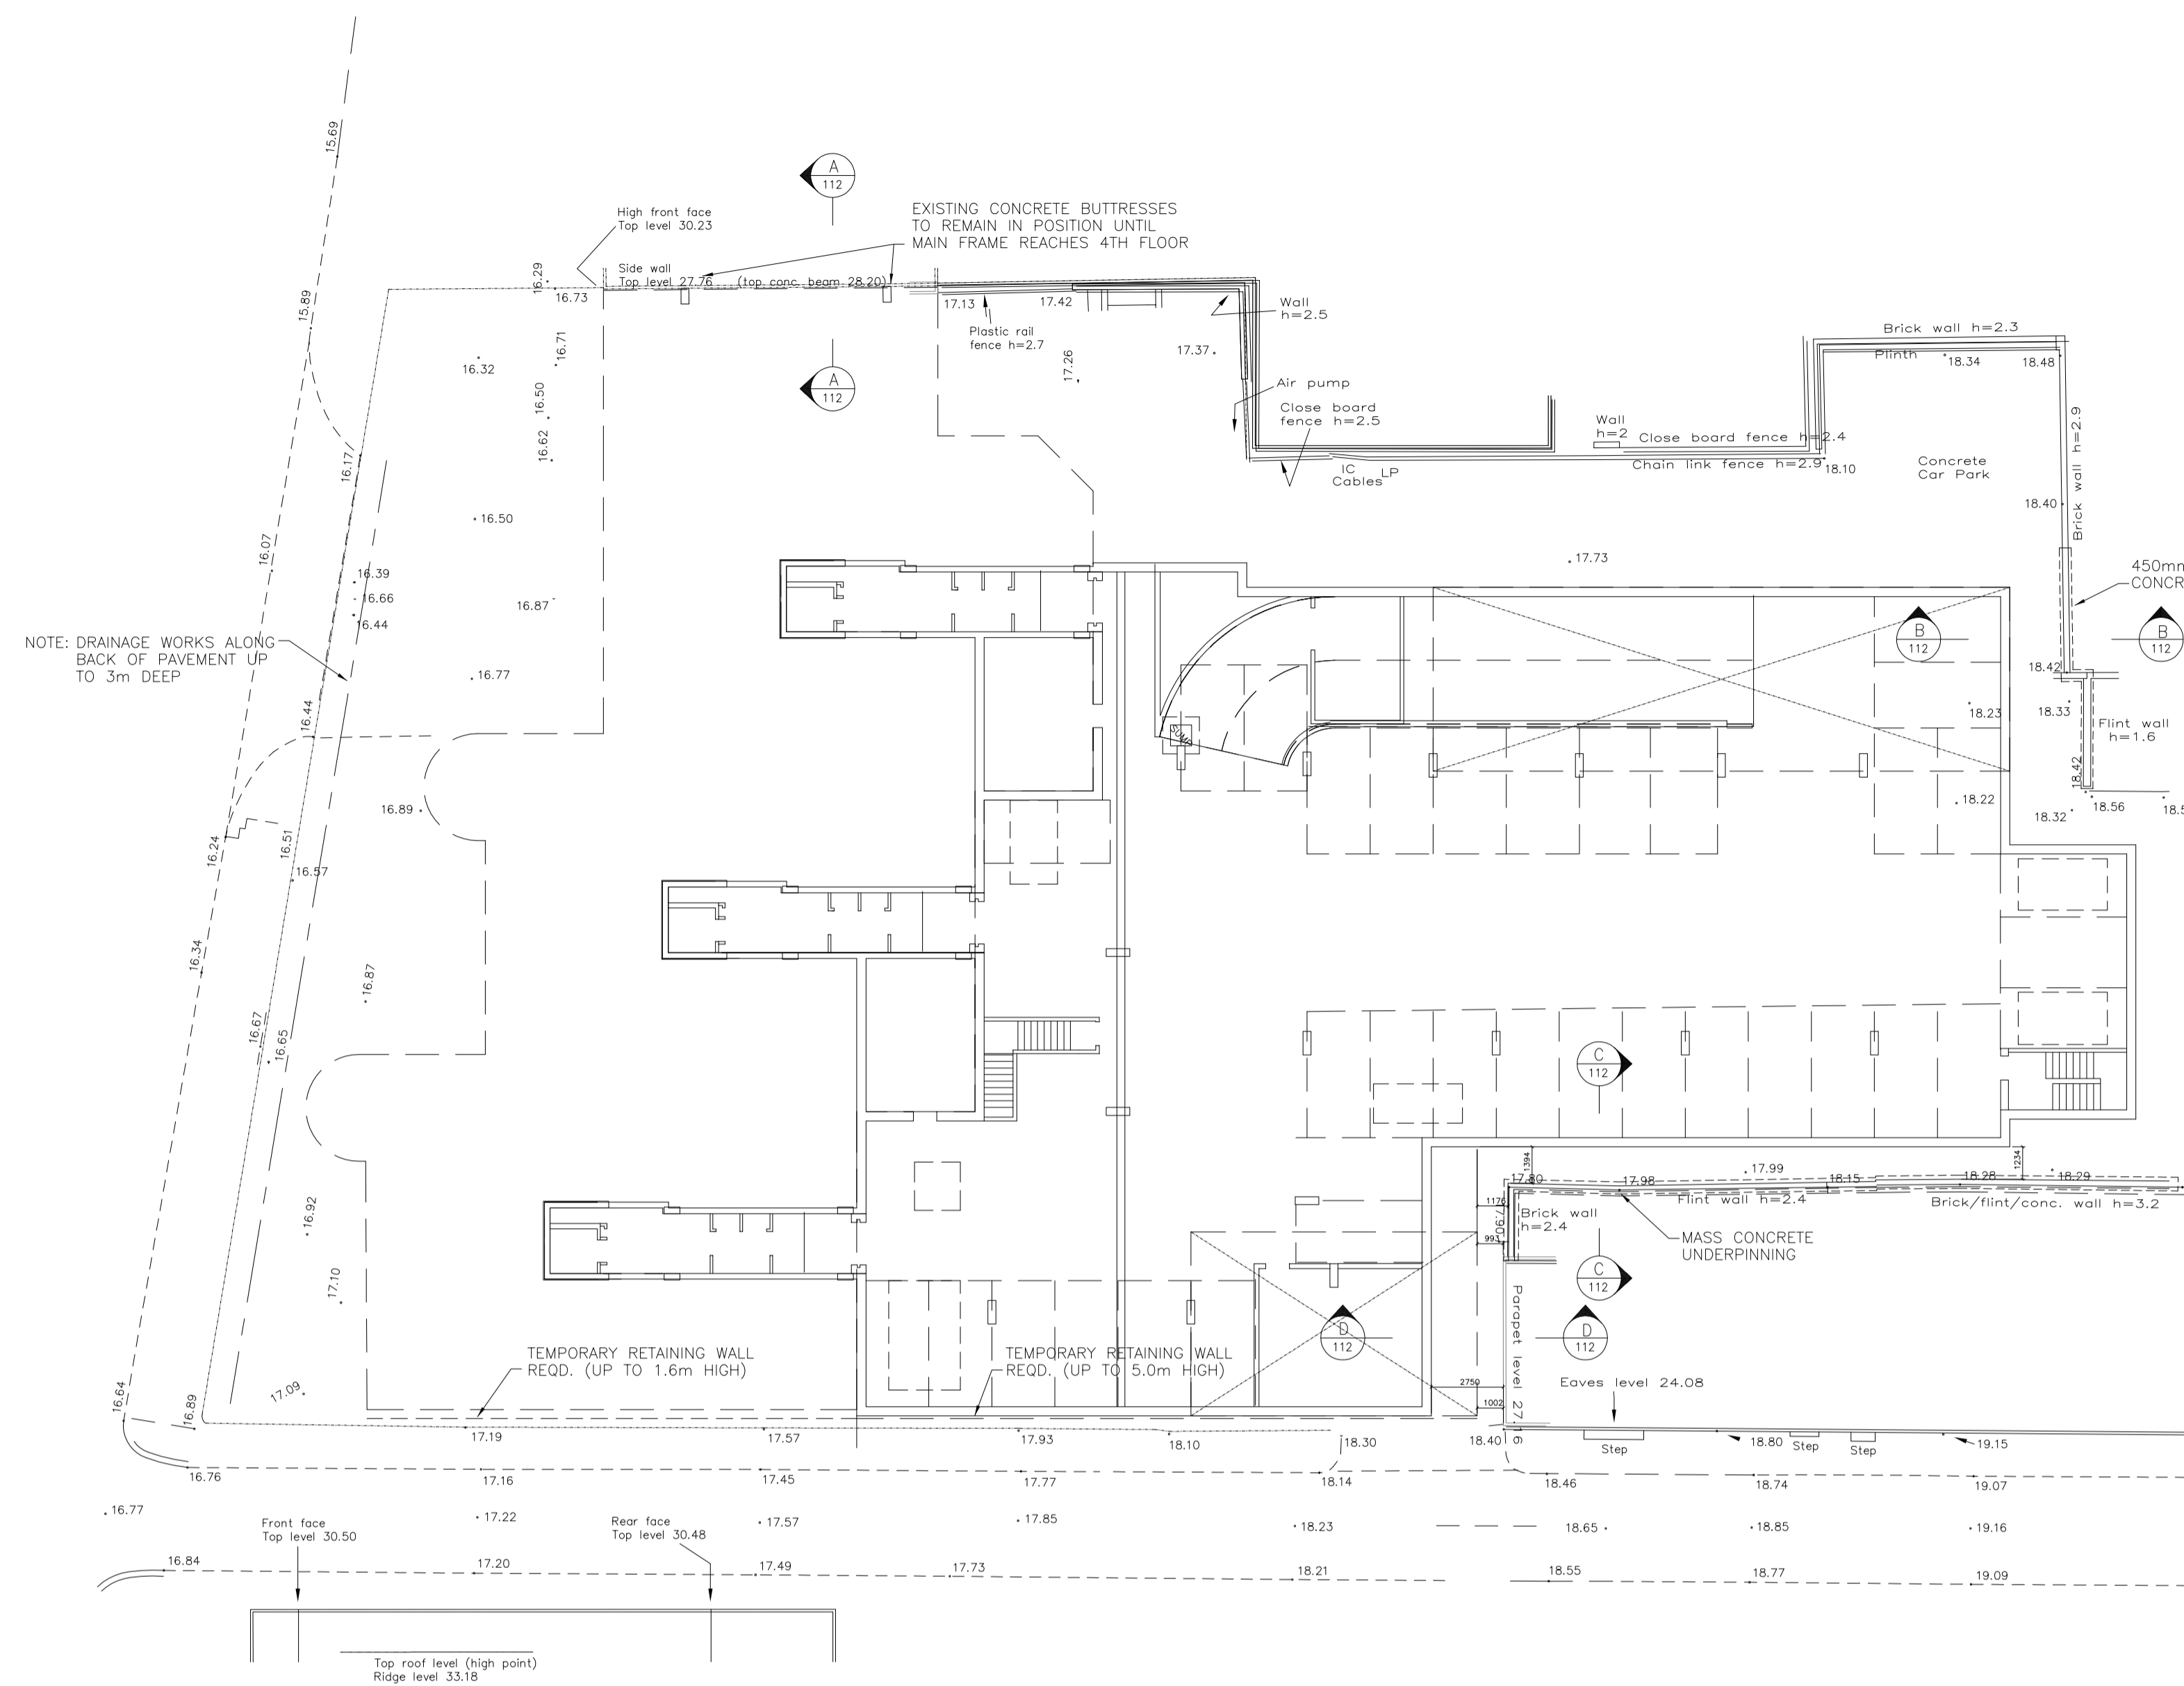 15.69
A
112
High front face
Top level 30.23
EXISTING CONCRETE BUTTRESSES
TO REMAIN IN POSITION UNTIL
MAIN FRAME REACHES 4TH FLOOR
Side wall
Top level 27.76
(top conc. beam 28.20)
16.29
16.73
15.89
17.13
17.42
Wall
h=2.5
Plastic rail
fence h=2.7
Brick wall h=2.3
Plinth
18.34
18.48
16.71
16.32
17.26
17.37
A
112
Air pump
Close board
fence h=2.5
16.50
16.62
Wall
h=2
Close board fence h=2.4
Chain link fence h=2.9
18.10
IC
LP
Cables
Concrete
Car Park
Brick wall h=2.9
16.17
16.50
18.40
16.07
17.73
16.39
16.66
16.44
16.87
450mm
CONCR
NOTE: DRAINAGE WORKS ALONG
BACK OF PAVEMENT UP
TO 3m DEEP
B
112
B
112
16.77
18.42
16.44
SUMP
18.23
18.33
Flint wall
h=1.6
18.42
16.89
18.22
18.32
18.56
18.5
16.24
16.51
16.57
16.34
16.87
16.67
16.65
C
112
1394
1234
17.99
17.80
17.98
18.15
18.28
18.29
1176
17.90
Flint wall h=2.4
Brick/flint/conc. wall h=3.2
Brick wall
h=2.4
993
MASS CONCRETE
UNDERPINNING
16.92
17.10
C
112
D
112
D
112
Parapet level 27.16
TEMPORARY RETAINING WALL
REQD. (UP TO 1.6m HIGH)
TEMPORARY RETAINING WALL
REQD. (UP TO 5.0m HIGH)
2750
1002
Eaves level 24.08
17.09
16.64
16.89
17.19
17.57
17.93
18.10
18.30
18.40
Step
18.80
Step
Step
19.15
16.76
17.16
17.45
17.77
18.14
18.46
18.74
19.07
16.77
17.22
17.57
17.85
18.23
18.65
18.85
19.16
Front face
Top level 30.50
Rear face
Top level 30.48
16.84
17.20
17.49
17.73
18.21
18.55
18.77
19.09
Top roof level (high point)
Ridge level 33.18